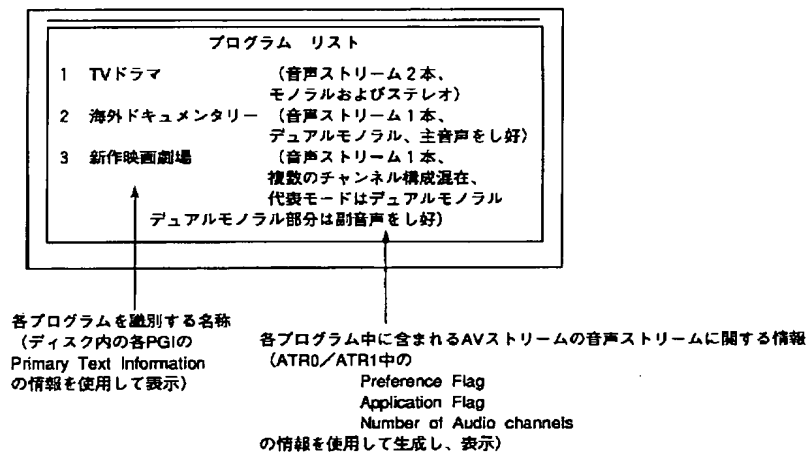 プログラム リスト
1 TVドラマ (音声ストリーム2本、
モノラルおよびステレオ)
2 海外ドキュメンタリー (音声ストリーム1本、
デュアルモノラル、主音声をし好)
3 新作映画劇場 (音声ストリーム1本、
複数のチャンネル構成混在、
代表モードはデュアルモノラル
デュアルモノラル部分は副音声をし好)
各プログラムを識別する名称
(ディスク内の各PGIの
Primary Text Information
の情報を使用して表示)
各プログラム中に含まれるAVストリームの音声ストリームに関する情報
(ATR0/ATR1中の
Preference Flag
Application Flag
Number of Audio channels
の情報を使用して生成し、表示)